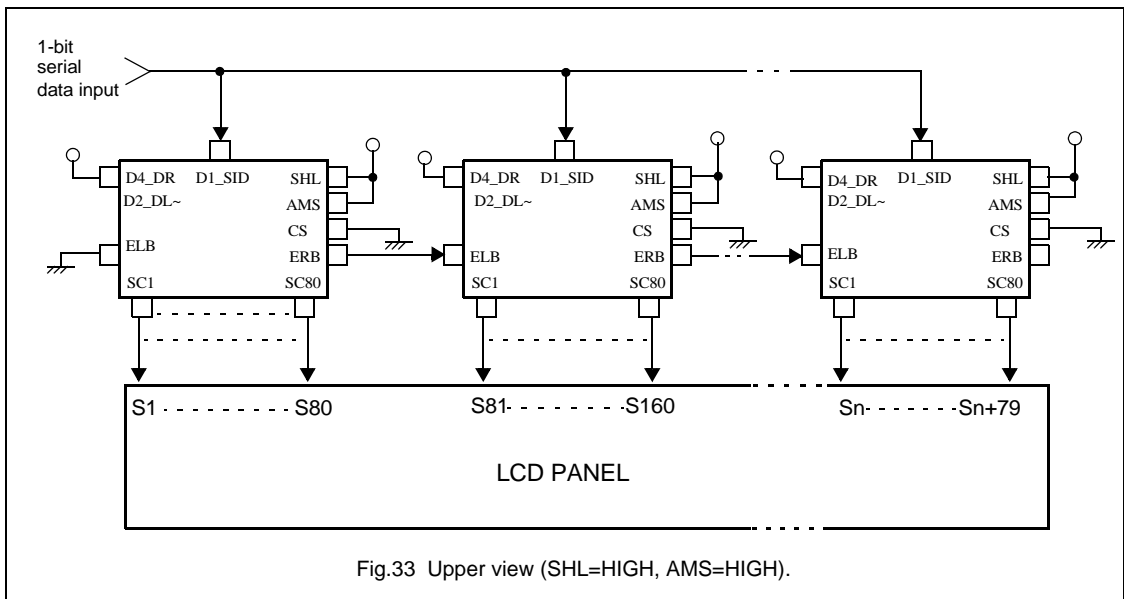 1-bit
serial
data input
D4_DR D1_SID SHL
D2_DL~ AMS
CS
ELB ERB
SC1 SC80
D4_DR D1_SID SHL
D2_DL~ AMS
CS
ELB ERB
SC1 SC80
D4_DR D1_SID SHL
D2_DL~ AMS
CS
ELB ERB
SC1 SC80
S1 - - - - - - - - S80 S81 - - - - - - - S160 Sn - - - - - - - Sn+79
LCD PANEL
Fig.33 Upper view (SHL=HIGH, AMS=HIGH).